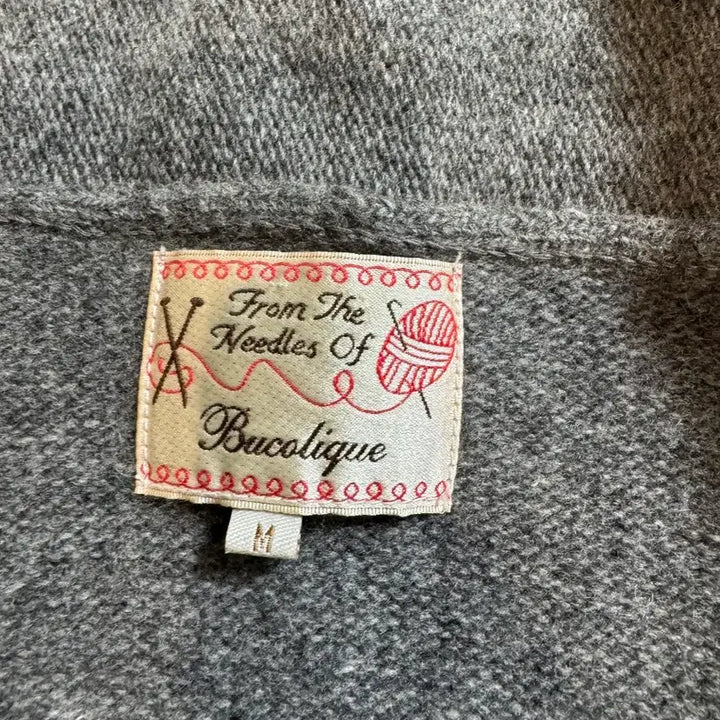 From The
Needles Of
Bucolique
M